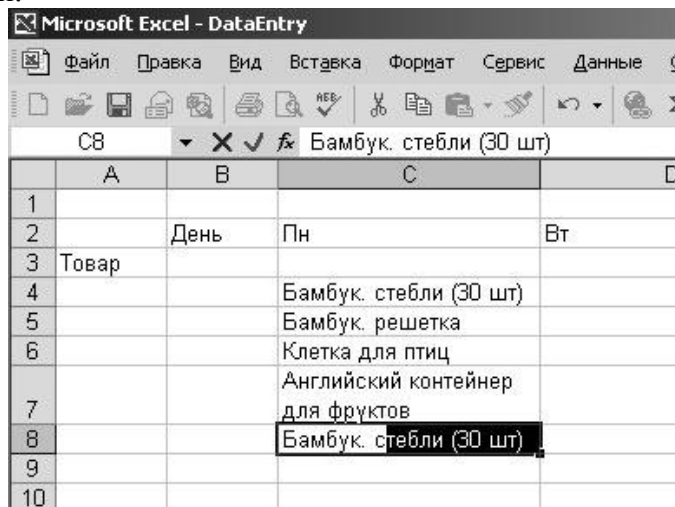 Microsoft Excel - DataEntry
Файл Правка Вид Вставка Формат Сервис Данные
C8 fx Бамбук. стебли (30 шт)
A B C
1
2 День Пн Вт
3 Товар
4 Бамбук. стебли (30 шт)
5 Бамбук. решетка
6 Клетка для птиц
Английский контейнер
7 для фруктов
8 Бамбук. стебли (30 шт)
9
10